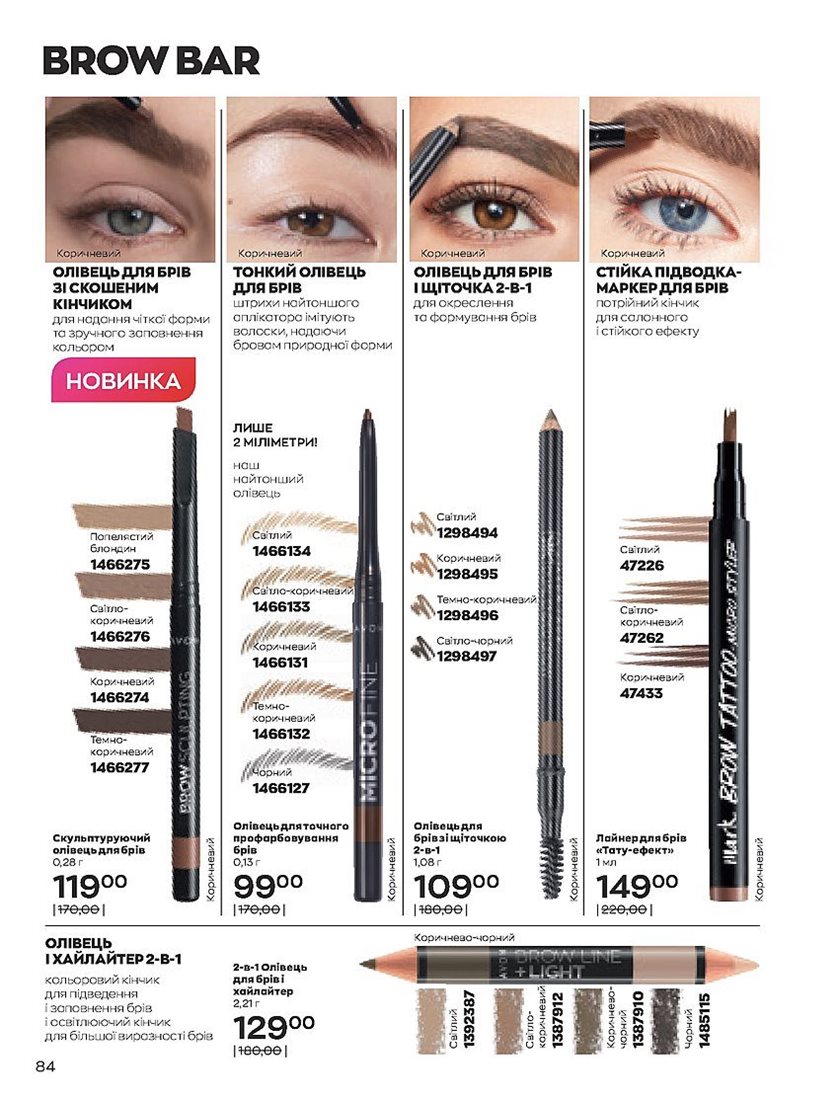 BROW BAR
Коричневий
ОЛІВЕЦЬ ДЛЯ БРІВ
ЗІ СКОШЕНИМ
КІНЧИКОМ
для надання чіткої форми
та зручного заповнення
кольором
НОВИНКА
Попелястий
блондин
1466275
Світло-
коричневий
1466276
Коричневий
1466274
Темно-
коричневий
1466277
BROW SCULPTING
AVON
Коричневий
Скульптуруючий
олівець для брів
0,28 г
119⁰⁰
|170,00|
Коричневий
ТОНКИЙ ОЛІВЕЦЬ
ДЛЯ БРІВ
штрихи найтоншого
аплікатора імітують
волоски, надаючи
бровам природної форми
ЛИШЕ
2 МІЛІМЕТРИ!
наш
найтонший
олівець
Світлий
1466134
Світло-коричневий
1466133
Коричневий
1466131
Темно-
коричневий
1466132
Чорний
1466127
MICROFINE
AVON
Коричневий
Олівець для точного
профарбовування
брів
0,13 г
99⁰⁰
|170,00|
Коричневий
ОЛІВЕЦЬ ДЛЯ БРІВ
І ЩІТОЧКА 2-В-1
для окреслення
та формування брів
Світлий
1298494
Коричневий
1298495
Темно-коричневий
1298496
Світло-чорний
1298497
Коричневий
Олівець для
брів зі щіточкою
2-в-1
1,08 г
109⁰⁰
|180,00|
Коричневий
СТІЙКА ПІДВОДКА-
МАРКЕР ДЛЯ БРІВ
потрійний кінчик
для салонного
і стійкого ефекту
Світлий
47226
Світло-
коричневий
47262
Коричневий
47433
mark. BROW TATTOO MICRO STYLER
Коричневий
Лайнер для брів
«Тату-ефект»
1 мл
149⁰⁰
|220,00|
ОЛІВЕЦЬ
І ХАЙЛАЙТЕР 2-В-1
кольоровий кінчик
для підведення
і заповнення брів
і освітлюючий кінчик
для більшої виразності брів
2-в-1 Олівець
для брів і
хайлайтер
2,21 г
129⁰⁰
|180,00|
Коричнево-чорний
AVON
BROW LINE
+ LIGHT
Світлий
1392387
Світло-
коричневий
1387912
Коричнево-
чорний
1387910
Чорний
1485115
84